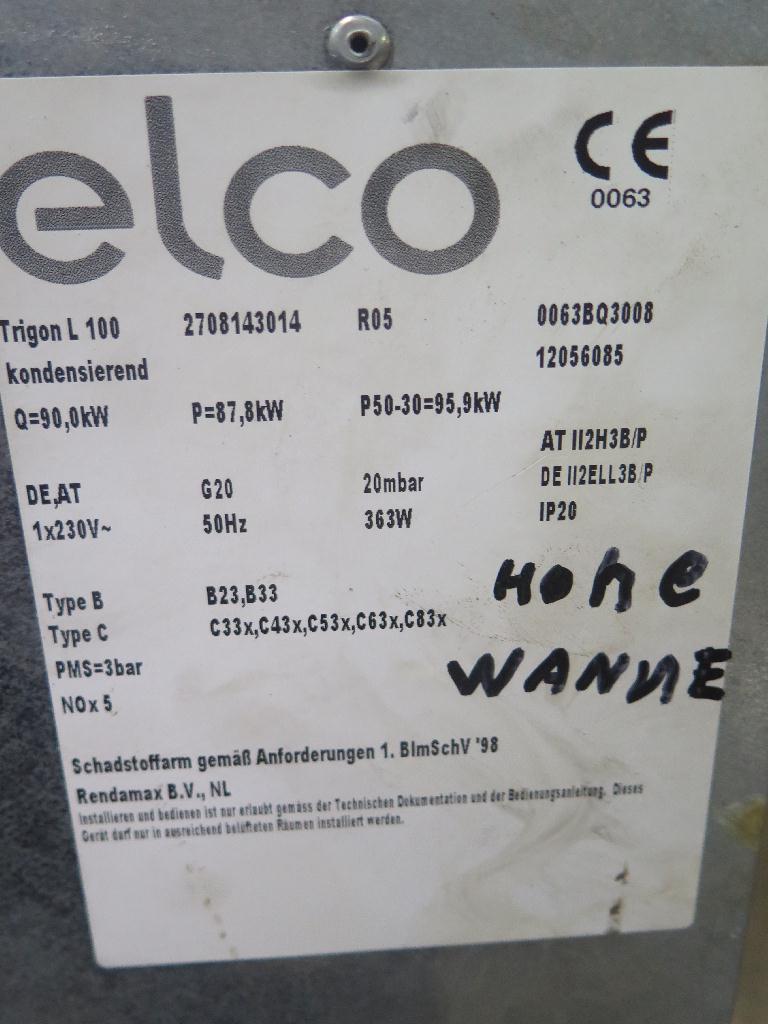 elco
CE
0063
Trigon L 100 2708143014 R05 0063BQ3008
kondensierend 12056085
Q=90,0kW P=87,8kW P50-30=95,9kW
AT II2H3B/P
DE,AT G20 20mbar DE II2ELL3B/P
1x230V~ 50Hz 363W IP20
Type B B23,B33
Type C C33x,C43x,C53x,C63x,C83x
PMS=3bar
NOx 5
Hohe
WANNE
Schadstoffarm gemäß Anforderungen 1. BImSchV '98
Rendamax B.V., NL
Installieren und bedienen ist nur erlaubt gemäss der Technischen Dokumentation und der Bedienungsanleitung. Dieses
Gerät darf nur in ausreichend belüfteten Räumen installiert werden.